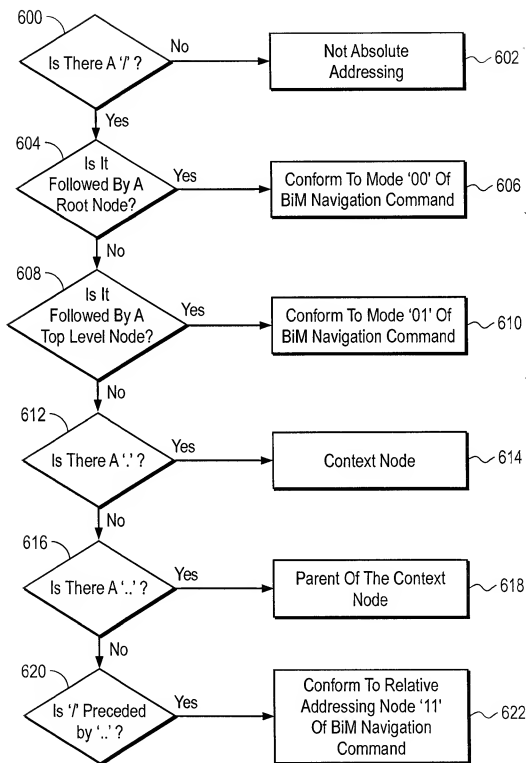 600
Is There A '/' ?
No
Not Absolute
Addressing
602
Yes
604
Is It
Followed By A
Root Node?
Yes
Conform To Mode '00' Of
BiM Navigation Command
606
No
608
Is It
Followed By A
Top Level Node?
Yes
Conform To Mode '01' Of
BiM Navigation Command
610
No
612
Is There A '.' ?
Yes
Context Node
614
No
616
Is There A '..' ?
Yes
Parent Of The Context
Node
618
No
620
Is '/' Preceded
by '..' ?
Yes
Conform To Relative
Addressing Node '11'
Of BiM Navigation
Command
622